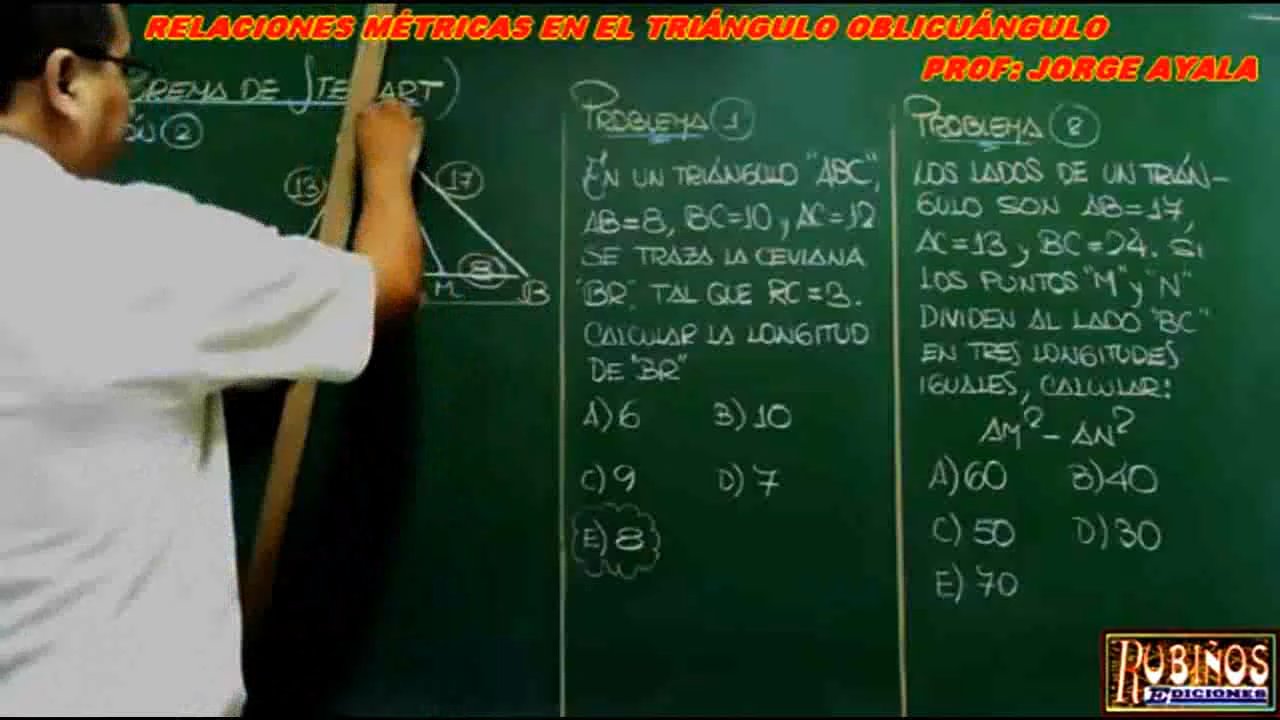 RELACIONES MÉTRICAS EN EL TRIÁNGULO OBLICUÁNGULO
PROF: JORGE AYALA
DE
2
13
17
8
M
B
PROBLEMA 1
EN UN TRIÁNGULO "ABC",
AB=8, BC=10 y AC=12
SE TRAZA LA CEVIANA
"BR", TAL QUE RC=3.
CALCULAR LA LONGITUD
DE "BR"
A) 6 B) 10
C) 9 D) 7
E) 8
PROBLEMA 8
LOS LADOS DE UN TRIÁN-
GULO SON AB=17,
AC=13 y BC=24. SI
LOS PUNTOS "M" y "N"
DIVIDEN AL LADO "BC"
EN TRES LONGITUDES
IGUALES, CALCULAR:
AM² - AN²
A) 60 B) 40
C) 50 D) 30
E) 70
RUBIÑOS
EDICIONES